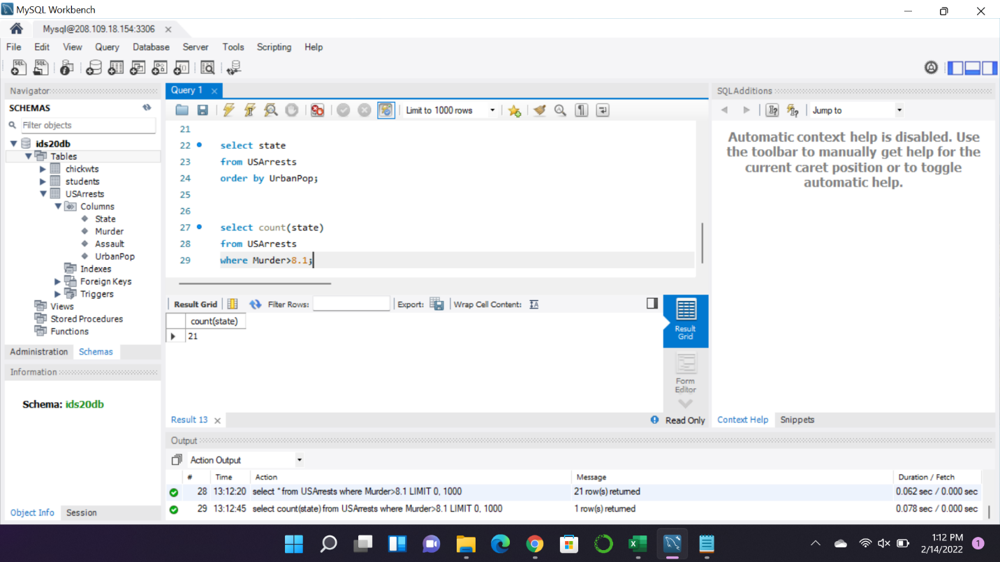 MySQL Workbench
Mysql@208.109.18.154:3306
File Edit View Query Database Server Tools Scripting Help
Navigator
SCHEMAS
Filter objects
ids20db
Tables
chickwts
students
USArrests
Columns
State
Murder
Assault
UrbanPop
Indexes
Foreign Keys
Triggers
Views
Stored Procedures
Functions
Administration Schemas
Information
Schema: ids20db
Object Info Session
Query 1
Limit to 1000 rows
21
22 select state
23 from USArrests
24 order by UrbanPop;
25
26
27 select count(state)
28 from USArrests
29 where Murder>8.1;
Result Grid Filter Rows: Export: Wrap Cell Content:
count(state)
21
Result
Grid
Form
Editor
Result 13
Read Only
SQLAdditions
Jump to
Automatic context help is disabled. Use
the toolbar to manually get help for the
current caret position or to toggle
automatic help.
Context Help Snippets
Output
Action Output
# Time Action Message Duration / Fetch
28 13:12:20 select * from USArrests where Murder>8.1 LIMIT 0, 1000 21 row(s) returned 0.062 sec / 0.000 sec
29 13:12:45 select count(state) from USArrests where Murder>8.1 LIMIT 0, 1000 1 row(s) returned 0.078 sec / 0.000 sec
1:12 PM
2/14/2022
1